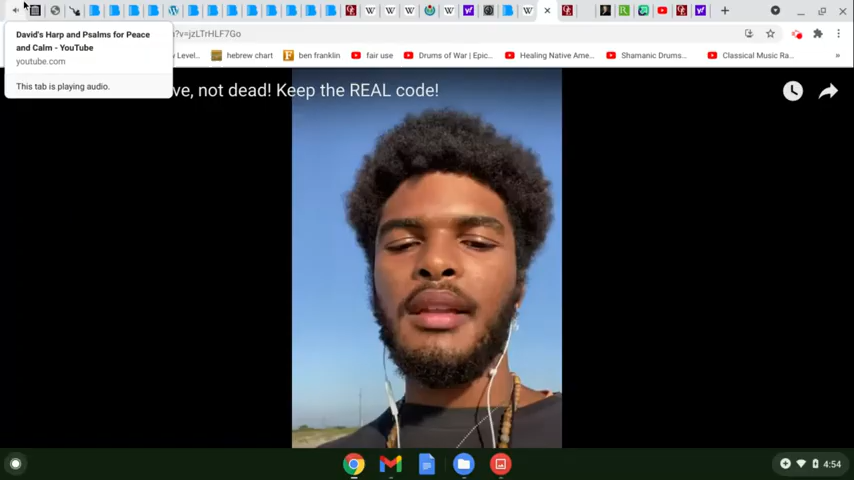 David's Harp and Psalms for Peace
and Calm - YouTube
youtube.com
This tab is playing audio.
?v=jzLTrHLF7Go
Level...
hebrew chart
ben franklin
fair use
Drums of War | Epic...
Healing Native Ame...
Shamanic Drums...
Classical Music Ra...
»
ve, not dead! Keep the REAL code!
4:54